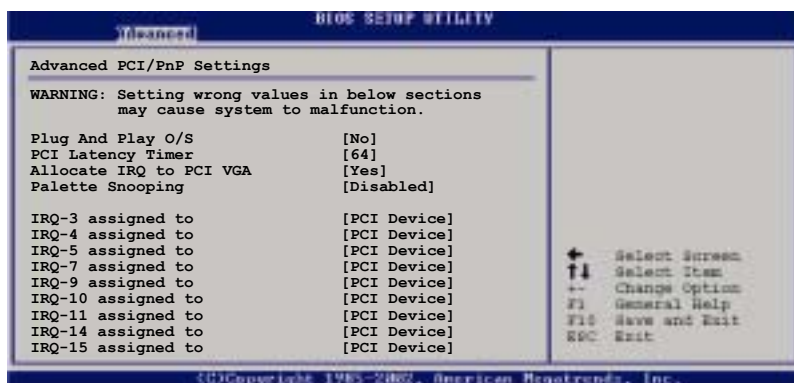 BIOS SETUP UTILITY
Advanced
Advanced PCI/PnP Settings
WARNING: Setting wrong values in below sections
may cause system to malfunction.
Plug And Play O/S [No]
PCI Latency Timer [64]
Allocate IRQ to PCI VGA [Yes]
Palette Snooping [Disabled]
IRQ-3 assigned to [PCI Device]
IRQ-4 assigned to [PCI Device]
IRQ-5 assigned to [PCI Device]
IRQ-7 assigned to [PCI Device]
IRQ-9 assigned to [PCI Device]
IRQ-10 assigned to [PCI Device]
IRQ-11 assigned to [PCI Device]
IRQ-14 assigned to [PCI Device]
IRQ-15 assigned to [PCI Device]
← Select Screen
↑↓ Select Item
+- Change Option
F1 General Help
F10 Save and Exit
ESC Exit
(C)Copyright 1985-2002, American Megatrends, Inc.